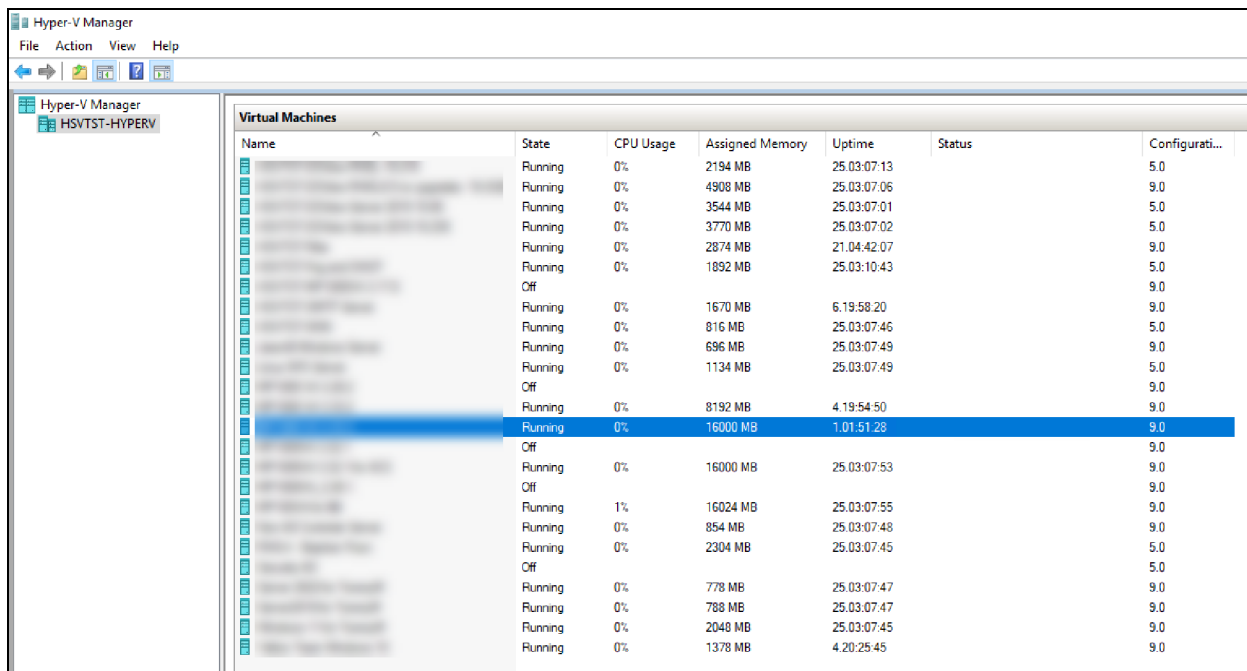 Hyper-V Manager
File Action View Help
Hyper-V Manager
HSVTST-HYPERV
Virtual Machines
Name State CPU Usage Assigned Memory Uptime Status Configurati...
Running 0% 2194 MB 25.03:07:13 5.0
Running 0% 4908 MB 25.03:07:06 9.0
Running 0% 3544 MB 25.03:07:01 5.0
Running 0% 3770 MB 25.03:07:02 5.0
Running 0% 2874 MB 21.04:42:07 9.0
Running 0% 1892 MB 25.03:10:43 5.0
Off 9.0
Running 0% 1670 MB 6.19:58:20 9.0
Running 0% 816 MB 25.03:07:46 5.0
Running 0% 696 MB 25.03:07:49 9.0
Running 0% 1134 MB 25.03:07:49 5.0
Off 9.0
Running 0% 8192 MB 4.19:54:50 9.0
Running 0% 16000 MB 1.01:51:28 9.0
Off 9.0
Running 0% 16000 MB 25.03:07:53 9.0
Off 9.0
Running 1% 16024 MB 25.03:07:55 9.0
Running 0% 854 MB 25.03:07:48 9.0
Running 0% 2304 MB 25.03:07:45 5.0
Off 5.0
Running 0% 778 MB 25.03:07:47 9.0
Running 0% 788 MB 25.03:07:47 9.0
Running 0% 2048 MB 25.03:07:45 9.0
Running 0% 1378 MB 4.20:25:45 9.0